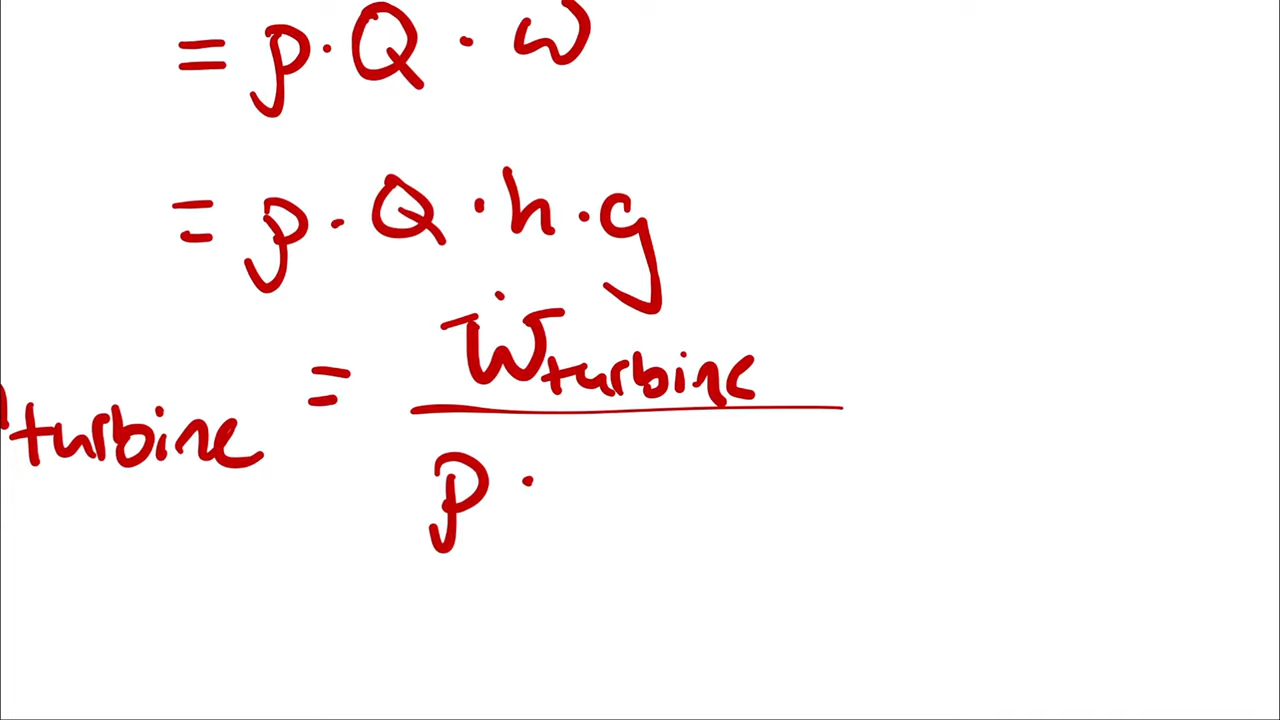 = ρ · Q · w
= ρ · Q · h · g
turbine = Ẇturbine
ρ ·